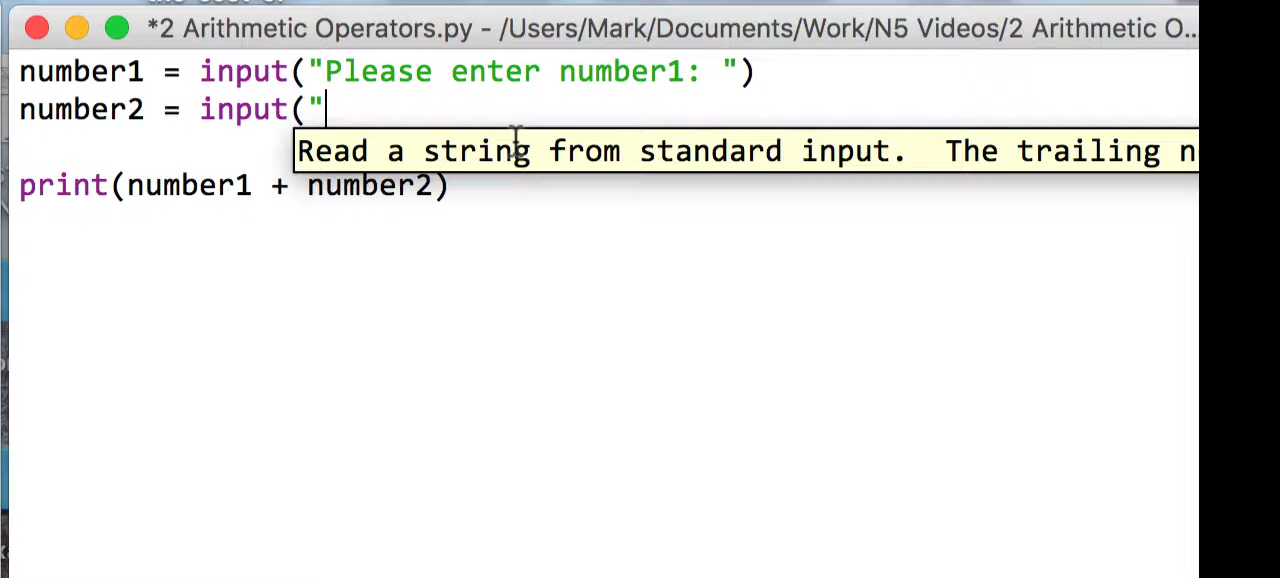 *2 Arithmetic Operators.py - /Users/Mark/Documents/Work/N5 Videos/2 Arithmetic O...
number1 = input("Please enter number1: ")
number2 = input("
Read a string from standard input.  The trailing n
print(number1 + number2)